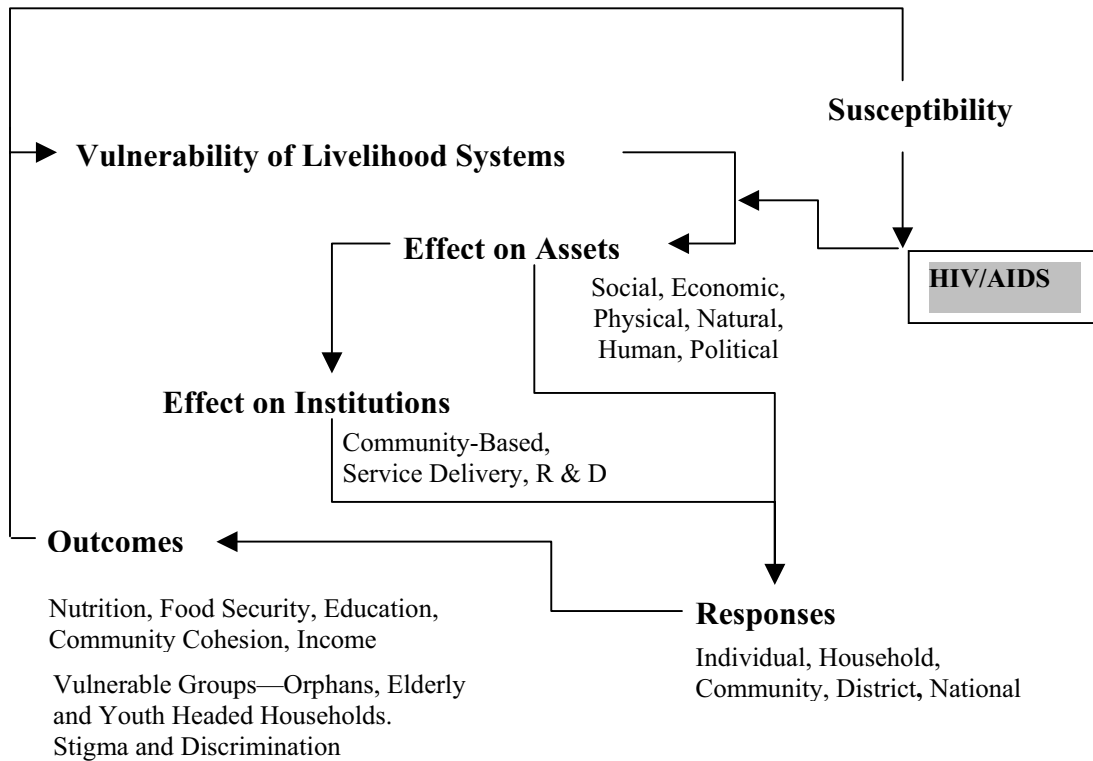 Susceptibility
Vulnerability of Livelihood Systems
Effect on Assets
HIV/AIDS
Social, Economic,
Physical, Natural,
Human, Political
Effect on Institutions
Community-Based,
Service Delivery, R & D
Outcomes
Nutrition, Food Security, Education,
Community Cohesion, Income
Vulnerable Groups—Orphans, Elderly
and Youth Headed Households.
Stigma and Discrimination
Responses
Individual, Household,
Community, District, National